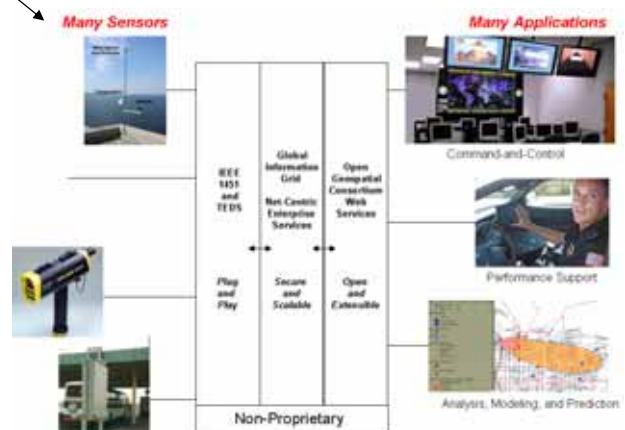 Many Sensors
Many Applications
IEEE
1451
and
TEDS
Global
Information
Grid
Net-Centric
Enterprise
Services
Open
Geospatial
Consortium
Web
Services
Plug
and
Play
Secure
and
Scalable
Open
and
Extensible
Non-Proprietary
Command-and-Control
Performance Support
Analysis, Modeling, and Prediction